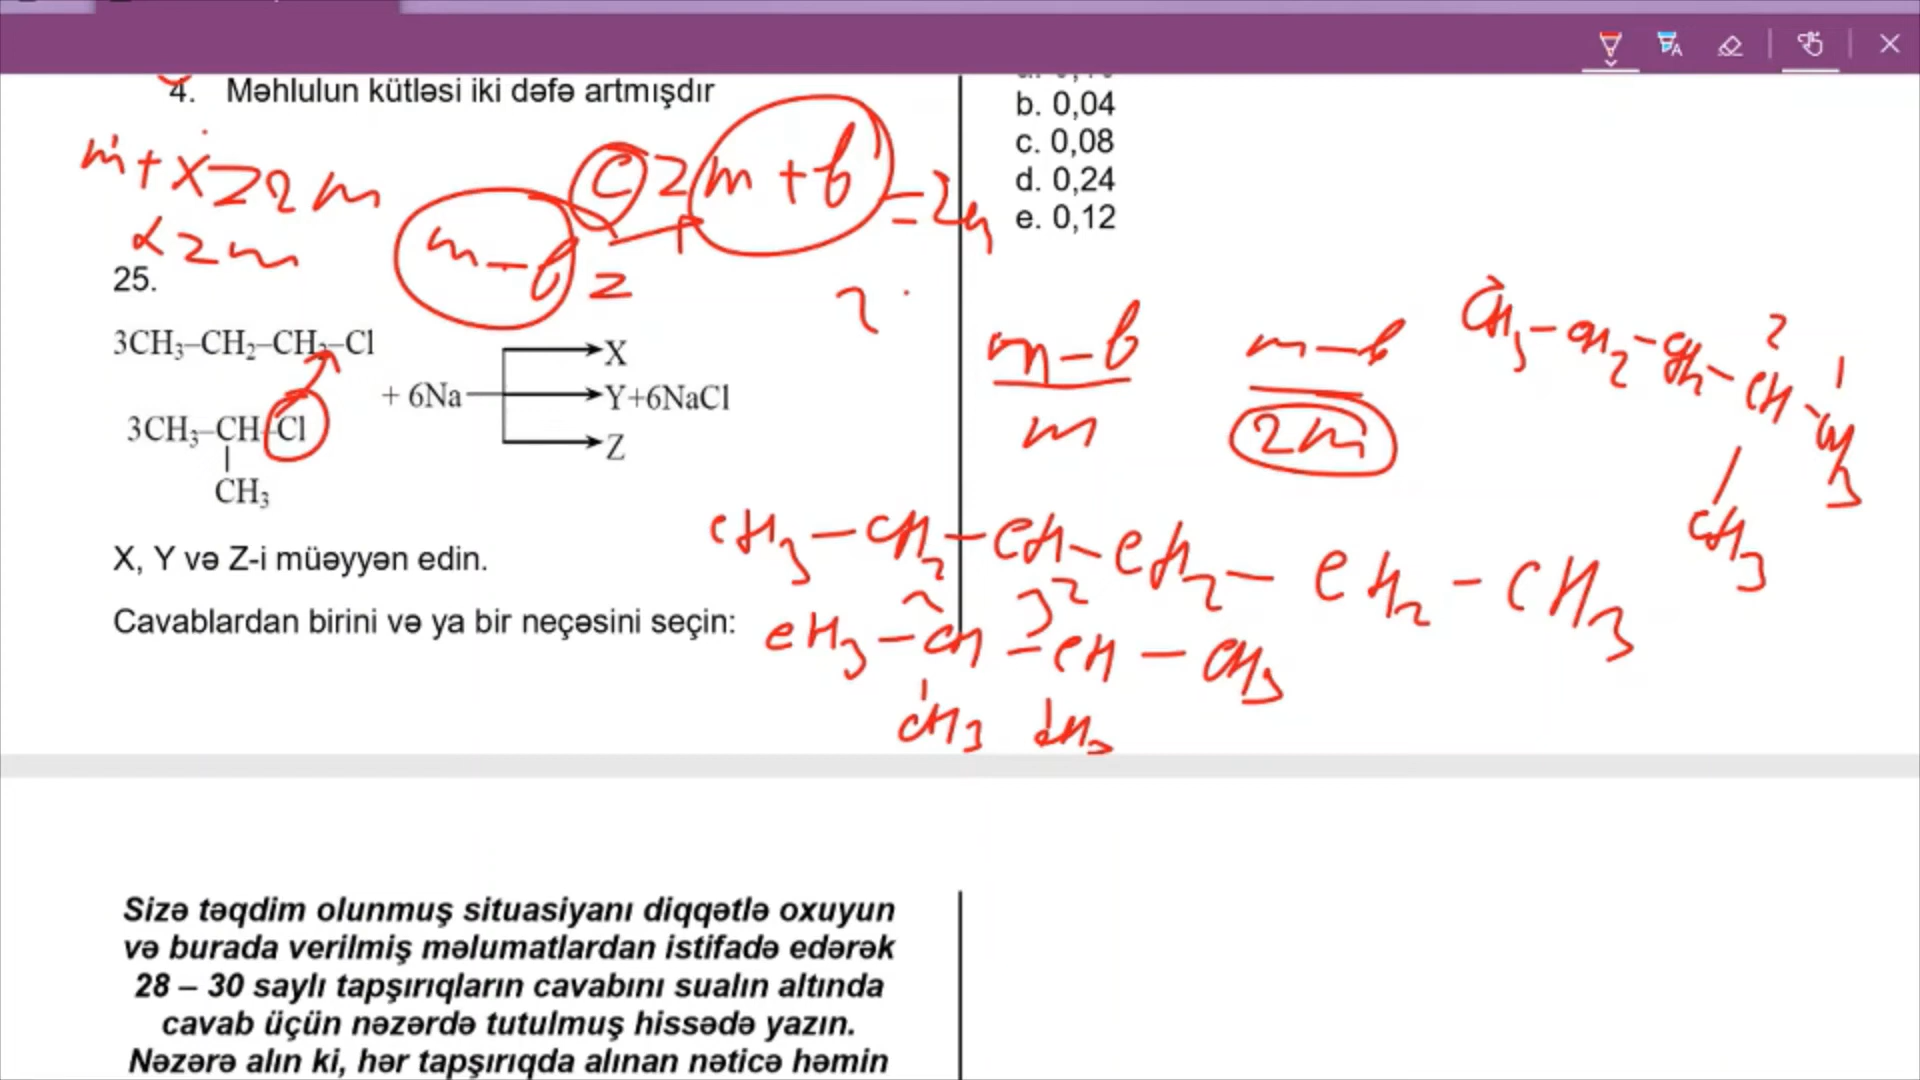 4. Məhlulun kütləsi iki dəfə artmışdır
25.
3CH₃–CH₂–CH₂–Cl
3CH₃–CH–Cl
CH₃
+ 6Na
X
Y+6NaCl
Z
X, Y və Z-i müəyyən edin.
Cavablardan birini və ya bir neçəsini seçin:
b. 0,04
c. 0,08
d. 0,24
e. 0,12
m – b
m
m – b
2m
CH₃ – CH₂ – CH₂ – CH – CH₃
CH₃
CH₃ – CH₂ – CH – CH₂ – CH₂ – CH₃
CH₃ – CH – CH – CH₃
CH₃ CH₃
Sizə təqdim olunmuş situasiyanı diqqətlə oxuyun
və burada verilmiş məlumatlardan istifadə edərək
28 – 30 saylı tapşırıqların cavabını sualın altında
cavab üçün nəzərdə tutulmuş hissədə yazın.
Nəzərə alın ki, hər tapşırıqda alınan nəticə həmin